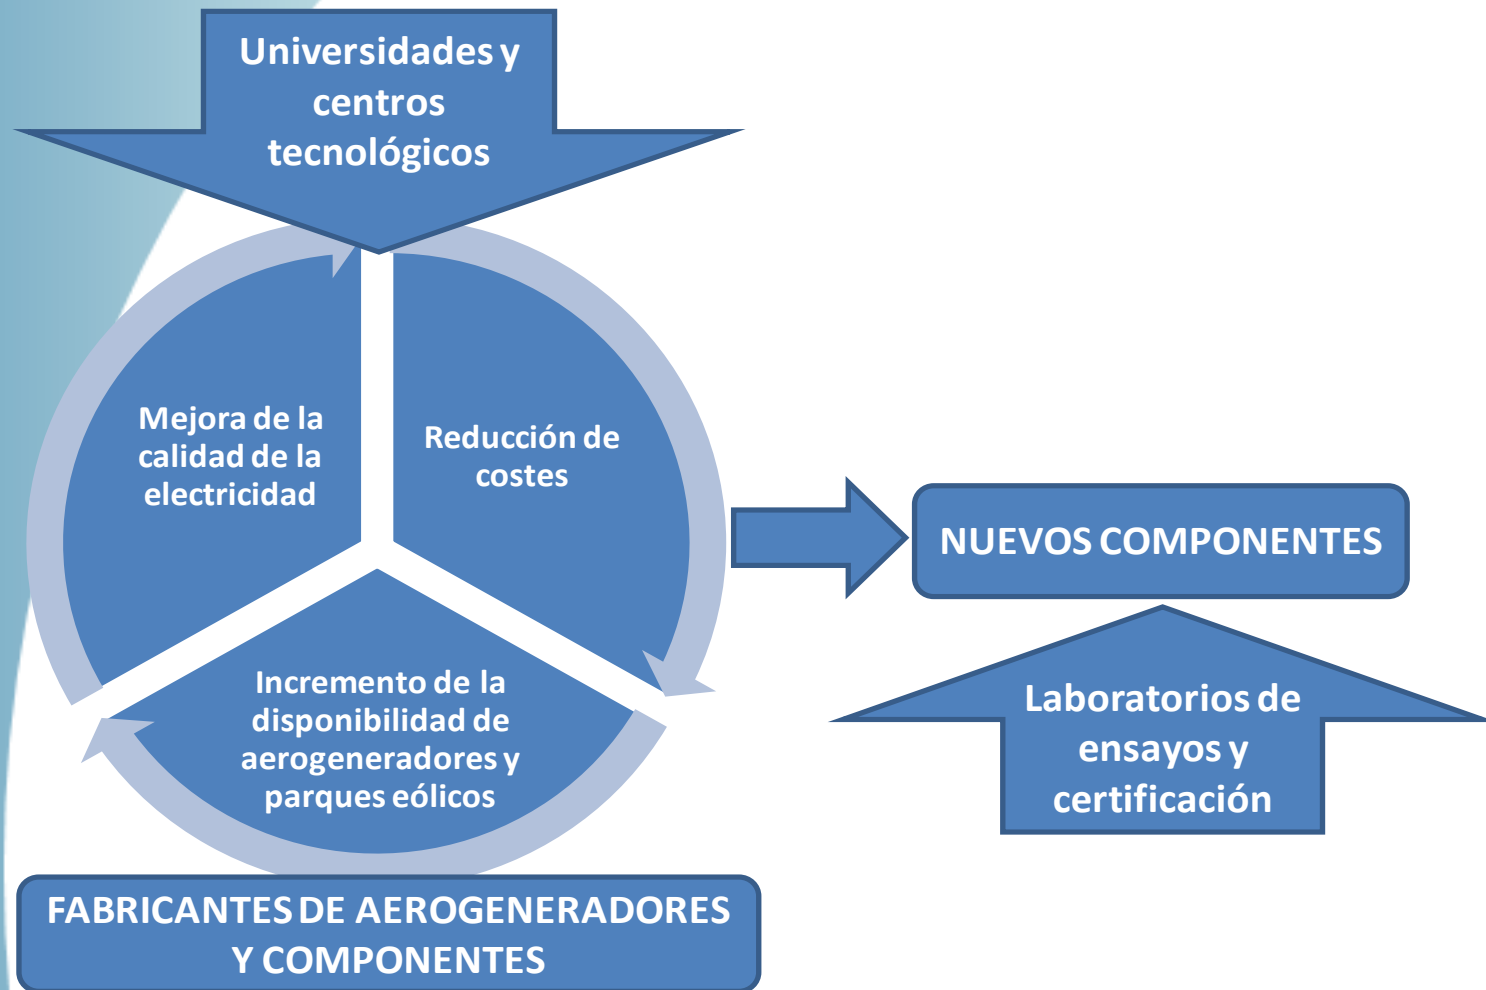 Universidades y
centros
tecnológicos
Mejora de la
calidad de la
electricidad
Reducción de
costes
Incremento de la
disponibilidad de
aerogeneradores y
parques eólicos
FABRICANTES DE AEROGENERADORES
Y COMPONENTES
NUEVOS COMPONENTES
Laboratorios de
ensayos y
certificación